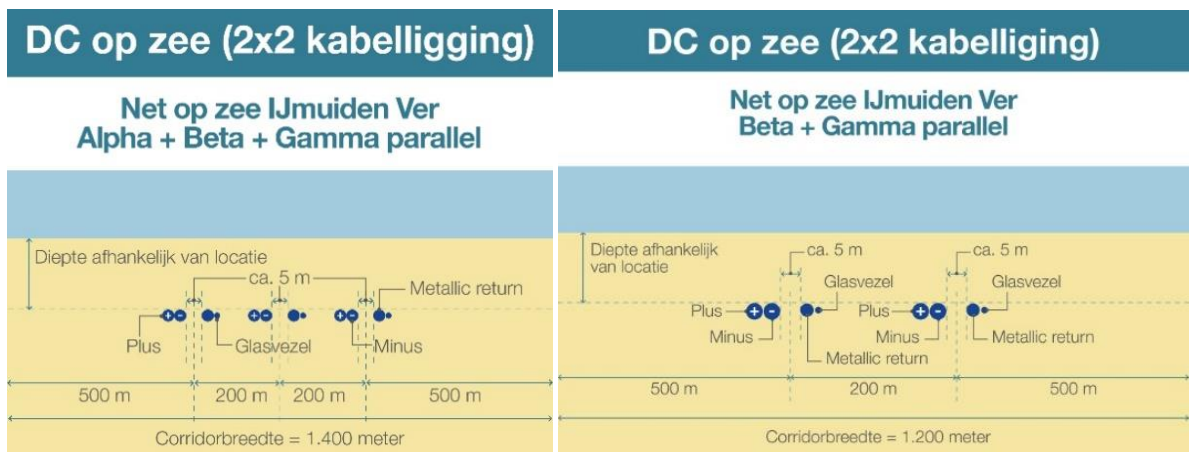 DC op zee (2x2 kabelligging)
Net op zee IJmuiden Ver
Alpha + Beta + Gamma parallel
Diepte afhankelijk van locatie
ca. 5 m
Metallic return
+ - + - + -
Plus
Glasvezel
Minus
500 m
200 m
200 m
500 m
Corridorbreedte = 1.400 meter
DC op zee (2x2 kabelliging)
Net op zee IJmuiden Ver
Beta + Gamma parallel
Diepte afhankelijk
van locatie
ca. 5 m
ca. 5 m
Glasvezel
Glasvezel
Plus
+ -
Plus
+ -
Minus
Minus
Metallic return
Metallic return
500 m
200 m
500 m
Corridorbreedte = 1.200 meter